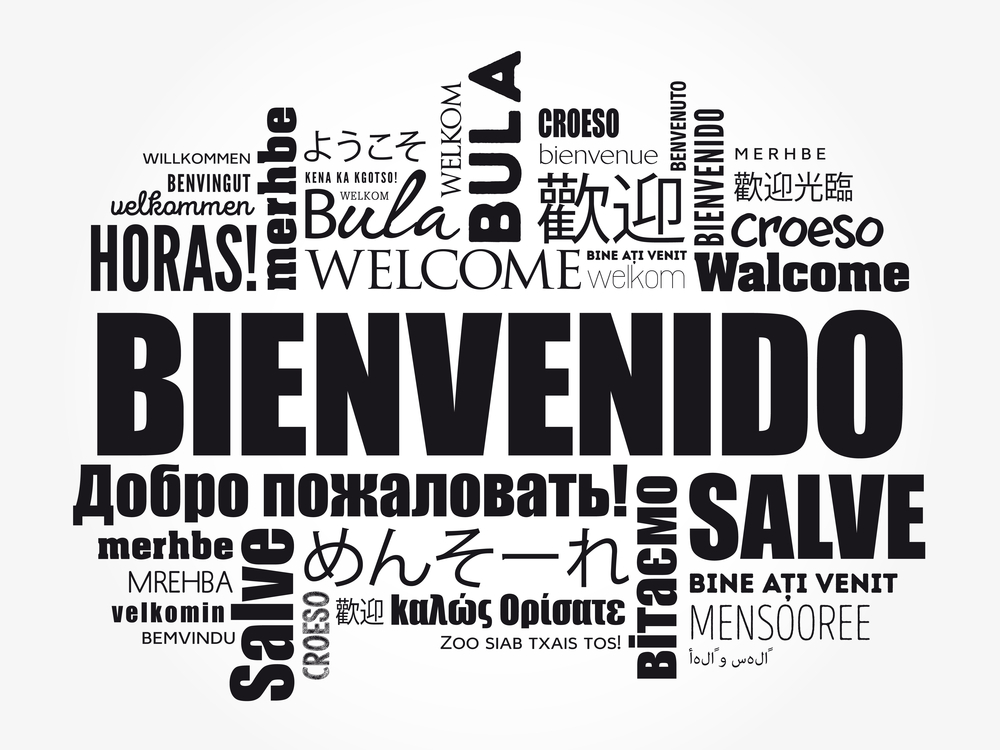 BULA
WELKOM
BENVENUTO
merhbe
CROESO
BIENVENIDO
ようこそ
bienvenue
MERHBE
WILLKOMMEN
KENA KA KGOTSO!
BENVINGUT
WELKOM
歡迎
歡迎光臨
velkommen
Bula
croeso
HORAS!
WELCOME
BINE AȚI VENIT
welkom
Walcome
BIENVENIDO
Добро пожаловать!
Вітаємо
SALVE
merhbe
Salve
めんそーれ
MREHBA
BINE AȚI VENIT
velkomin
CROESO
歡迎
καλώς Ορίσατε
MENSÓOREE
BEMVINDU
ZOO SIAB TXAIS TOS!